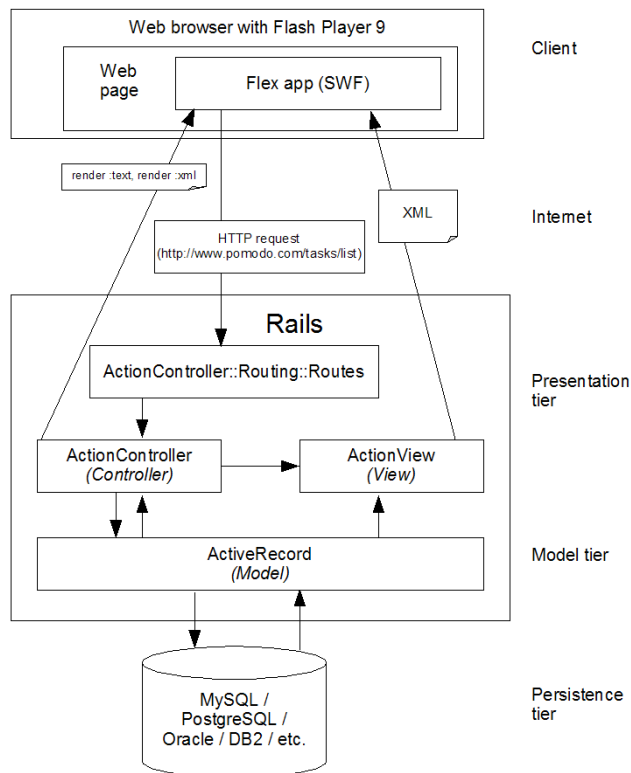 Web browser with Flash Player 9
Client
Web
page
Flex app (SWF)
render :text, render :xml
XML
Internet
HTTP request
(http://www.pomodo.com/tasks/list)
Rails
ActionController::Routing::Routes
Presentation
tier
ActionController
(Controller)
ActionView
(View)
ActiveRecord
(Model)
Model tier
MySQL /
PostgreSQL /
Oracle / DB2 / etc.
Persistence
tier